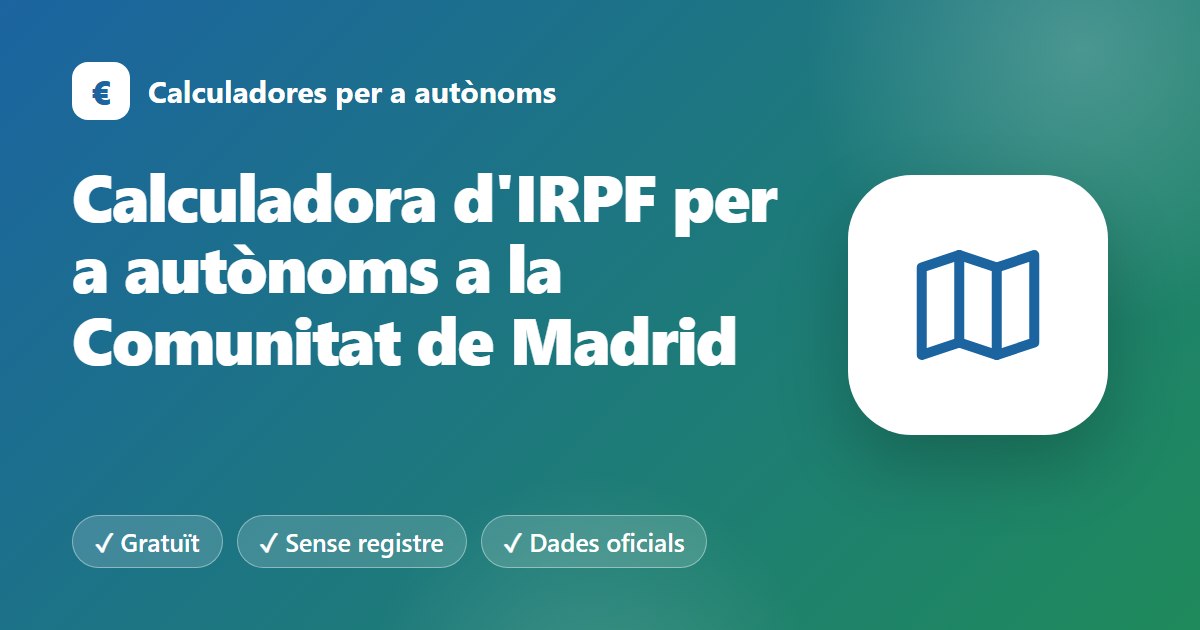 €
Calculadores per a autònoms
Calculadora d'IRPF per
a autònoms a la
Comunitat de Madrid
✓ Gratuït
✓ Sense registre
✓ Dades oficials